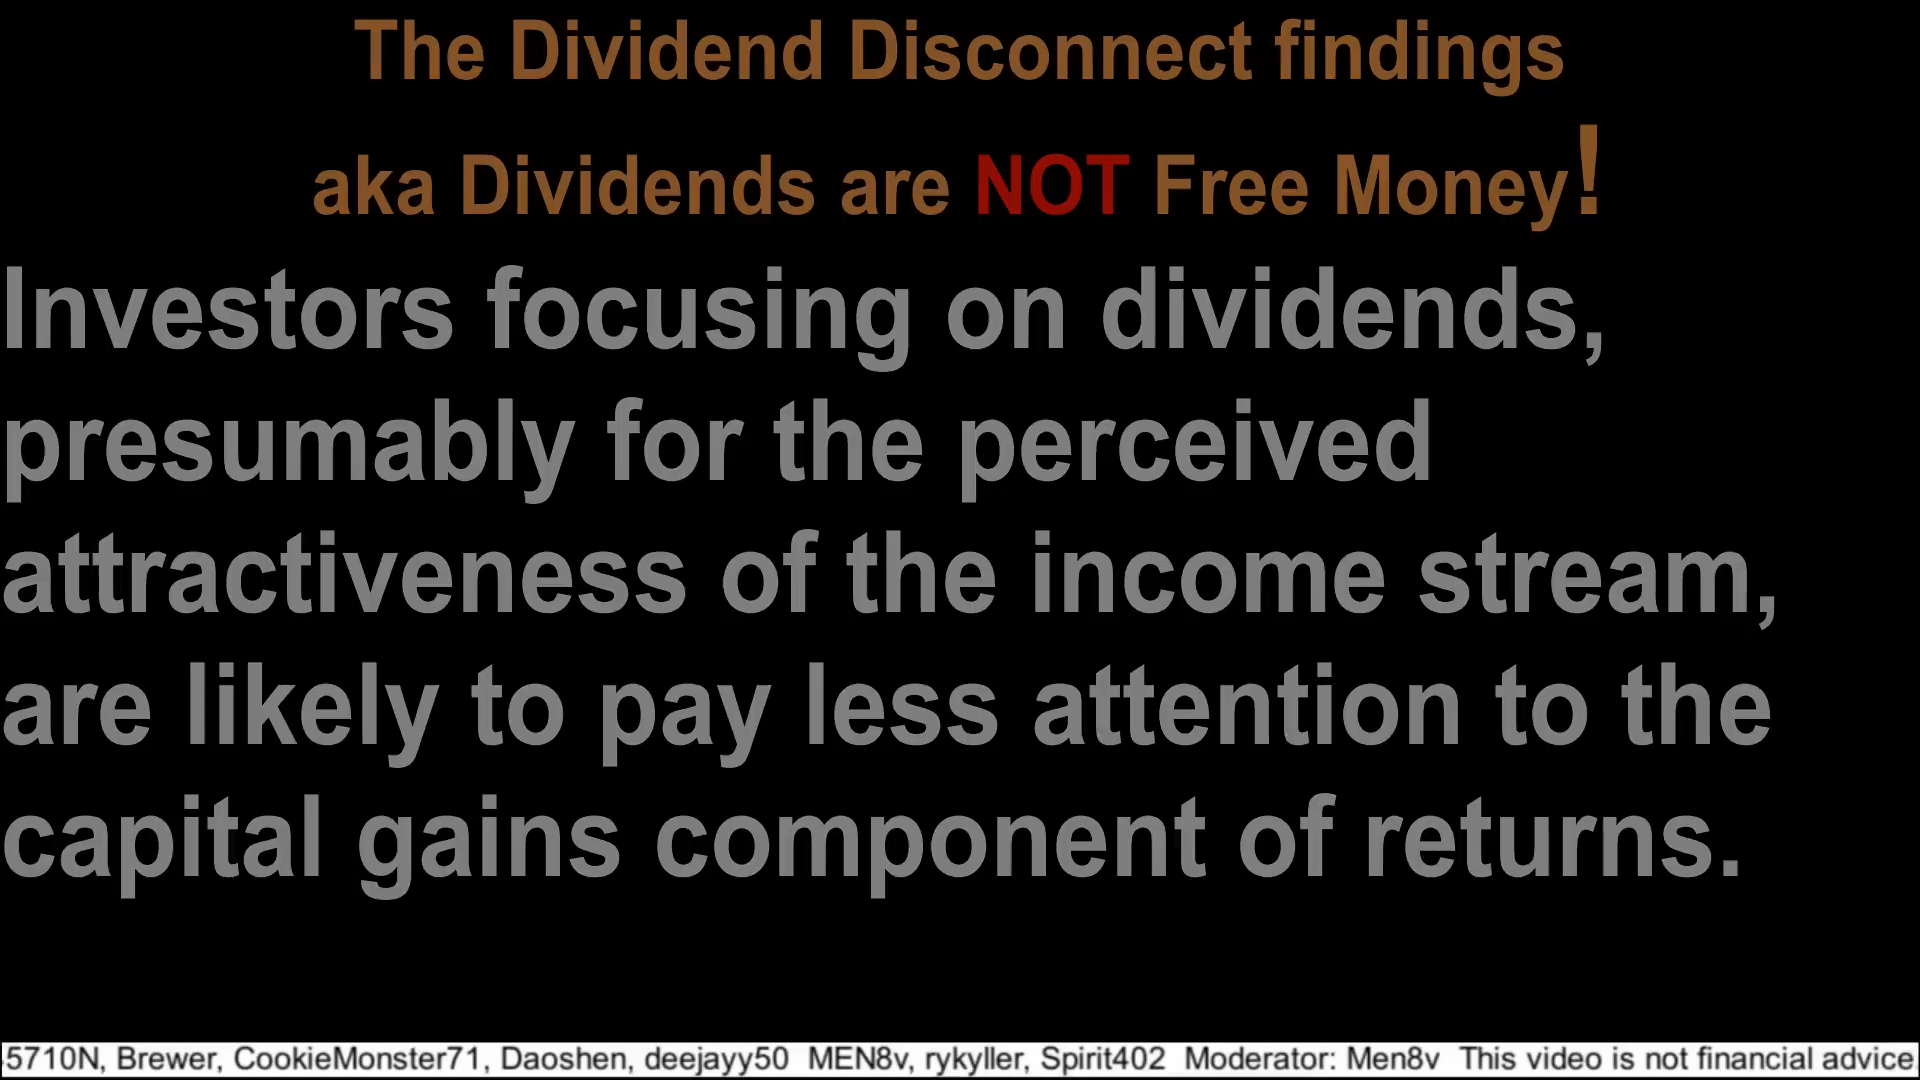 The Dividend Disconnect findings
aka Dividends are NOT Free Money!
Investors focusing on dividends,
presumably for the perceived
attractiveness of the income stream,
are likely to pay less attention to the
capital gains component of returns.
5710N, Brewer, CookieMonster71, Daoshen, deejayy50  MEN8v, rykyller, Spirit402  Moderator: Men8v  This video is not financial advice